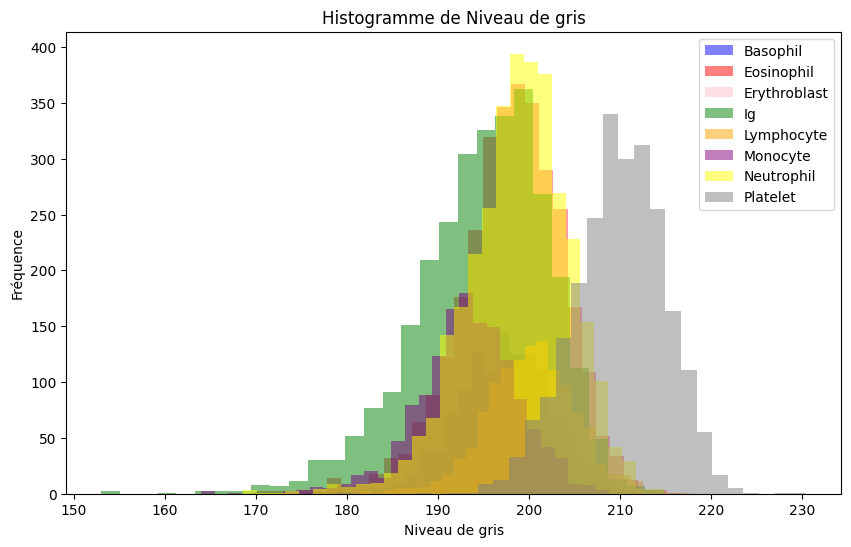 Histogramme de Niveau de gris
Fréquence
400
350
300
250
200
150
100
50
0
150
160
170
180
190
200
210
220
230
Niveau de gris
Basophil
Eosinophil
Erythroblast
Ig
Lymphocyte
Monocyte
Neutrophil
Platelet